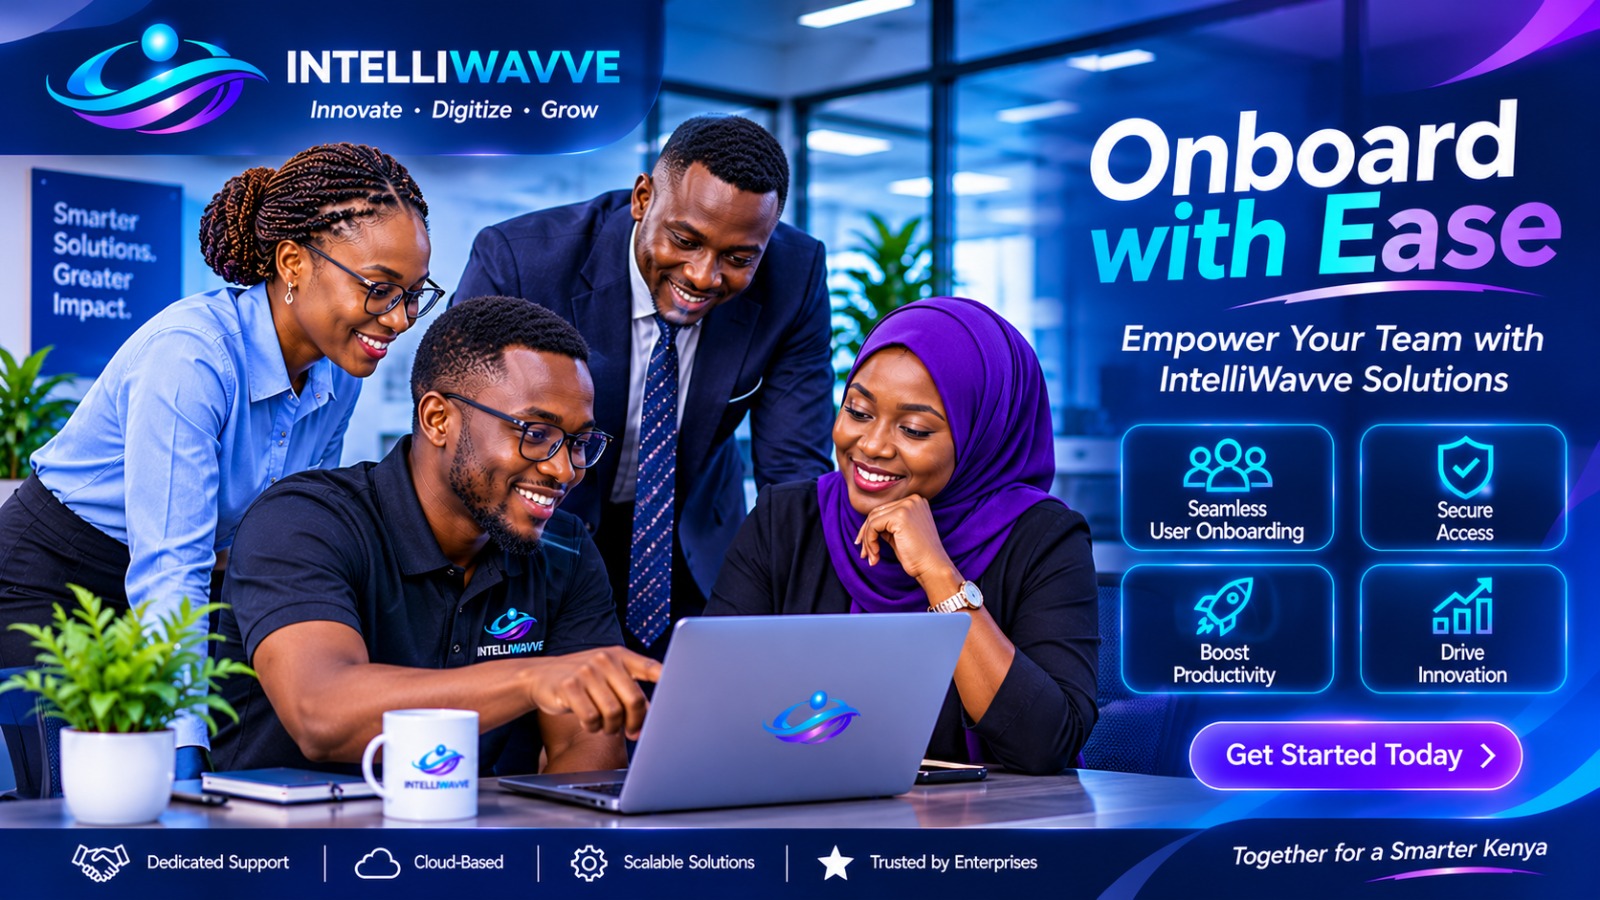 INTELLIWAVVE
Innovate · Digitize · Grow
Smarter
Solutions.
Greater
Impact.
Onboard
with Ease
Empower Your Team with
IntelliWavve Solutions
Seamless
User Onboarding
Secure
Access
Boost
Productivity
Drive
Innovation
Get Started Today
INTELLIWAVVE
INTELLIWAVVE
Dedicated Support
Cloud-Based
Scalable Solutions
Trusted by Enterprises
Together for a Smarter Kenya